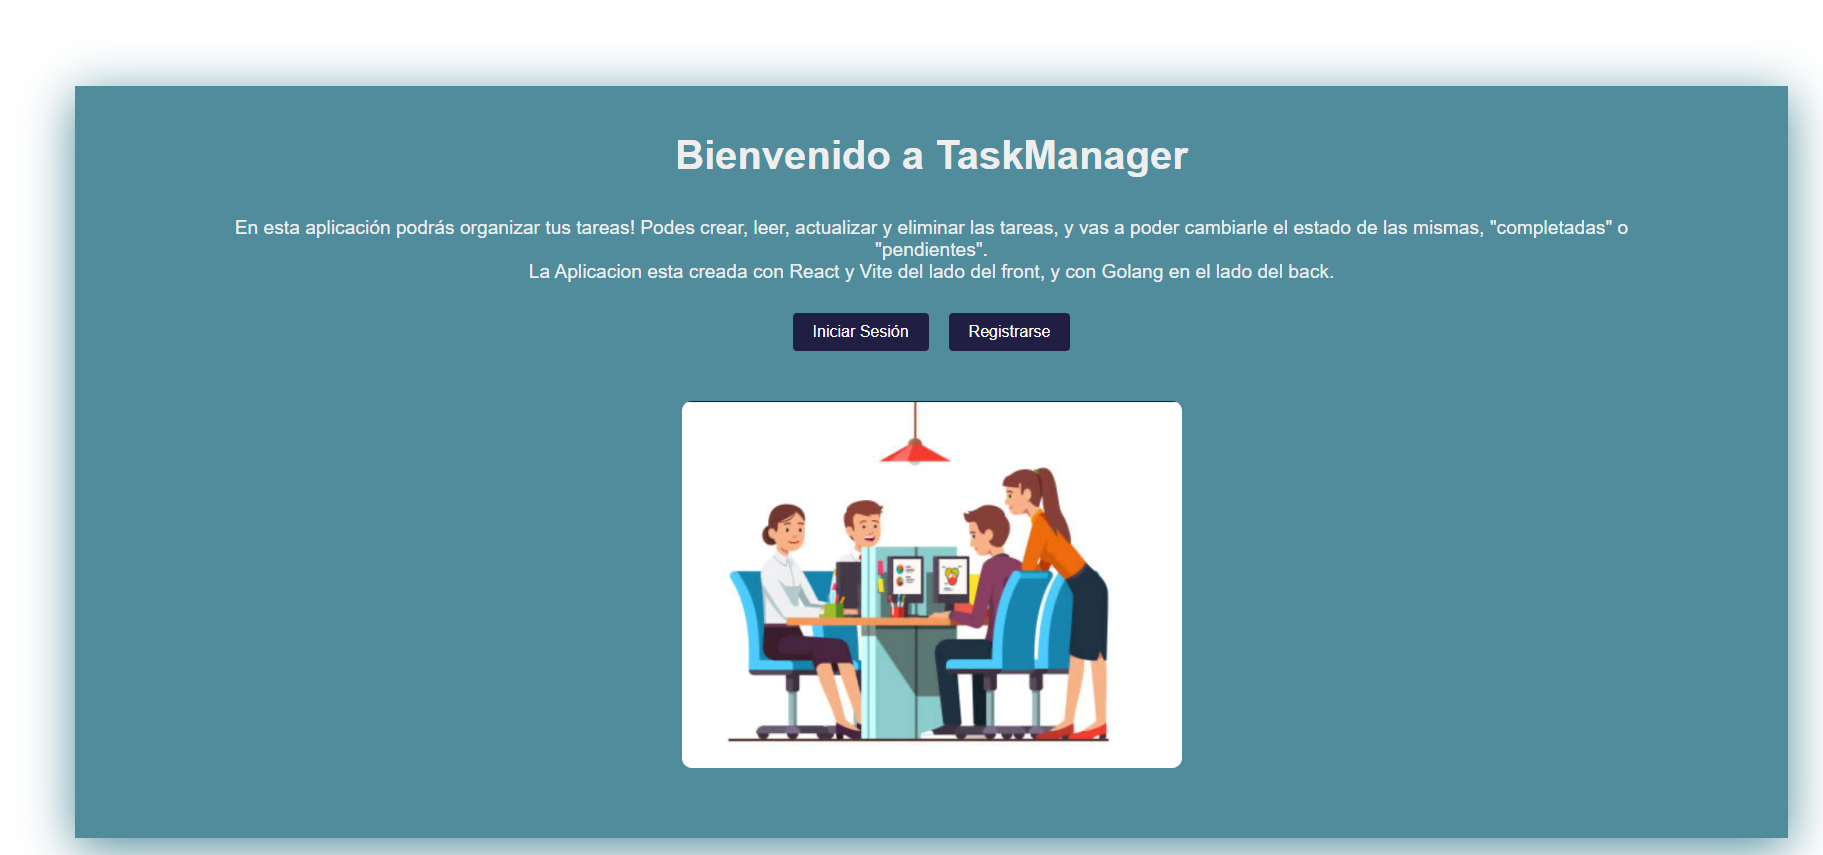 Bienvenido a TaskManager
En esta aplicación podrás organizar tus tareas! Podes crear, leer, actualizar y eliminar las tareas, y vas a poder cambiarle el estado de las mismas, "completadas" o
"pendientes".
La Aplicacion esta creada con React y Vite del lado del front, y con Golang en el lado del back.
Iniciar Sesión
Registrarse